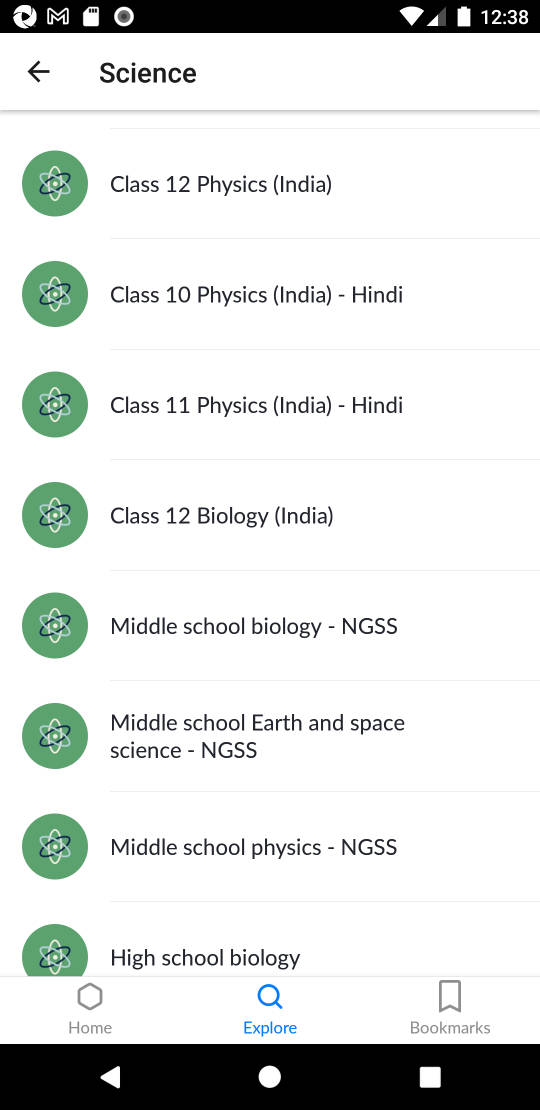 12:38
Science
Class 12 Physics (India)
Class 10 Physics (India) - Hindi
Class 11 Physics (India) - Hindi
Class 12 Biology (India)
Middle school biology - NGSS
Middle school Earth and space
science - NGSS
Middle school physics - NGSS
High school biology
Home
Explore
Bookmarks